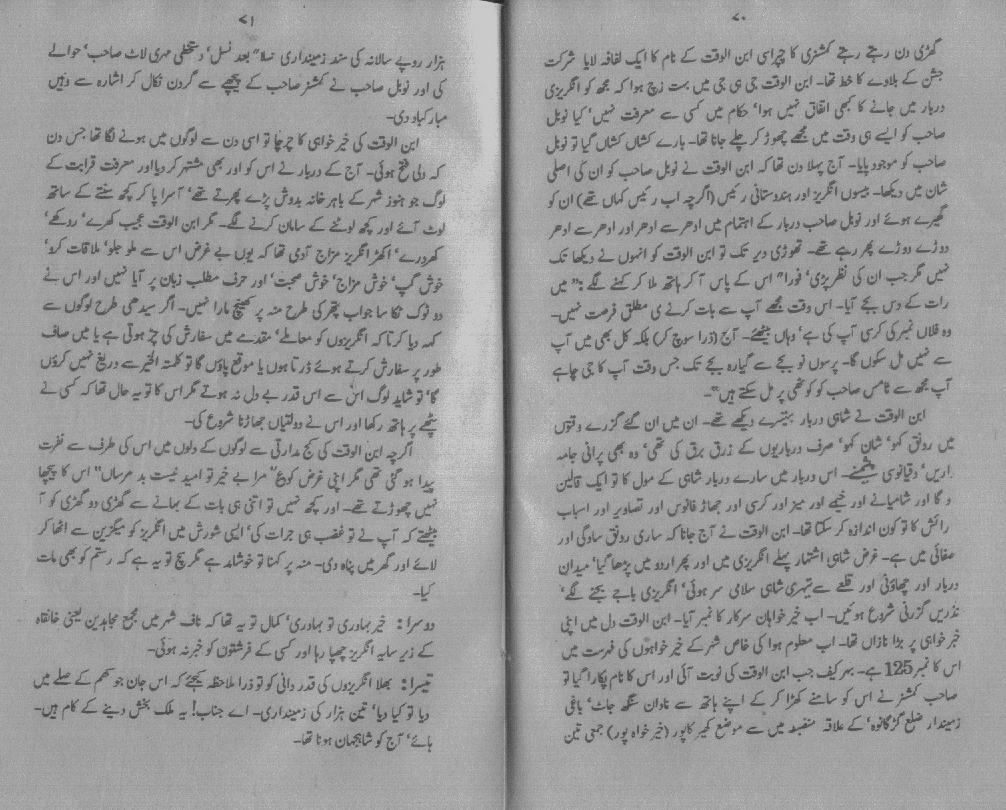 ۷۰
گھڑی دن رہتے رہتے کمشنری کا چپراسی ابن الوقت کے نام کا ایک لفافہ لایا شرکت
جشن کے بلاوے کا خط تھا۔ ابن الوقت جی ہی جی میں بہت زچ ہوا کہ مجھ کو انگریزی
دربار میں جانے کا کبھی اتفاق نہیں ہوا‘ حکام میں کسی سے معرفت نہیں‘ کیا نوبل
صاحب کو ایسے ہی وقت میں مجھے چھوڑ کر چلے جانا تھا۔ بارے کشاں کشاں گیا تو نوبل
صاحب کو موجود پایا۔ آج پہلا دن تھا کہ ابن الوقت نے نوبل صاحب کو ان کی اصلی
شان میں دیکھا۔ بیسوں انگریز اور ہندوستانی رئیس (اگرچہ اب رئیس کہاں تھے) ان کو
گھیرے ہوئے اور نوبل صاحب دربار کے اہتمام میں ادھر سے ادھر اور ادھر سے ادھر
دوڑے دوڑے پھر رہے تھے۔ تھوڑی دیر تک تو ابن الوقت کو انہوں نے دیکھا تک
نہیں مگر جب ان کی نظر پڑی‘ فورا" اس کے پاس آ کر ہاتھ ملا کر کہنے لگے : "میں
رات کے دس بجے آیا۔ اس وقت مجھے آپ سے بات کرنے کی مطلق فرصت نہیں۔
وہ فلاں نمبر کی کرسی آپ کی ہے‘ وہاں بیٹھئے۔ آج (ذرا سوچ کر) بلکہ کل بھی میں آپ
سے نہیں مل سکوں گا۔ پرسوں نو بجے سے گیارہ بجے تک جس وقت آپ کا جی چاہے
آپ مجھ سے ٹامس صاحب کو کوٹھی پر مل سکتے ہیں"۔
ابن الوقت نے شاہی دربار بہتیرے دیکھے تھے۔ ان میں ان گئے گزرے وقتوں
میں رونق کہو‘ شان کہو‘ صرف درباریوں کے زرق برق کی تھی‘ وہ بھی پرانی جامہ
اریں‘ دقیانوسی پٹھنے۔ اس دربار میں سارے دربار شاہی کے مول کا تو ایک قالین
و گا اور شامیانے اور خیمے اور میز اور کرسی اور جھاڑ فانوس اور تصاویر اور اسباب
رائش کا تو کون اندازہ کر سکتا تھا۔ ابن الوقت نے آج جانا کہ ساری رونق سادگی اور
صفائی میں ہے۔ غرض شاہی اشتہار پہلے انگریزی میں اور پھر اردو میں پڑھا گیا‘ میدان
دربار اور چھاؤنی اور قلعے سے تہری شاہی سلامی سر ہوئی‘ انگریزی باجے بجنے لگے‘
نذریں گزرنی شروع ہوئیں۔ اب خیر خواہان سرکار کا نمبر آیا۔ ابن الوقت دل میں اپنی
خیر خواہی پر بڑا نازاں تھا۔ اب معلوم ہوا کی خاص شہر کے خیر خواہوں کی فہرست میں
اس کا نمبر 125 ہے۔ بہر کیف جب ابن الوقت کی نوبت آئی اور اس کا نام پکارا گیا تو
صاحب کمشنر نے اس کو سامنے کھڑا کر کے اپنے ہاتھ سے نادان سنگھ جاٹ‘ باغی
زمیندار ضلع گڑگانوہ‘ کے علاقہ منضبطہ میں سے موضع کھیر کاپور (خیر خواہ پور) جمعی تین
۷۱
ہزار روپے سالانہ کی سند زمینداری نسلا" بعد نسل‘ دستخطی مہری لاٹ صاحب‘ حوالے
کی اور نوبل صاحب نے کمشنر صاحب کے پیچھے سے گردن نکال کر اشارہ سے وہیں
مبارکباد دی۔
ابن الوقت کی خیر خواہی کا چرچا تو اسی دن سے لوگوں میں ہونے لگا تھا جس دن
کہ دلی فتح ہوئی۔ آج کے دربار نے اس کو اور بھی مشتہر کر دیا اور معرفت قرابت کے
لوگ جو ہنوز شہر کے باہر خانہ بدوش پڑے پھرتے تھے‘ آسرا پا کر کچھ سننے کے ساتھ
لوٹ آئے اور کچھ لوٹنے کے سامان کرنے لگے۔ مگر ابن الوقت عجیب کھرے‘ روکھے‘
کھردرے‘ اکھڑ انگریز مزاج آدمی تھا کہ یوں بے غرض اس سے ملو جلو‘ ملاقات کرو‘
خوش گپ‘ خوش مزاج‘ خوش صحبت‘ اور حرف مطلب زبان پر آیا نہیں اور اس نے
دو ٹوک نکا سا جواب پتھر کی طرح منہ پر کھینچ مارا نہیں۔ اگر سیدھی طرح لوگوں سے
کہہ دیا کرتا کہ انگریزوں کو معاملے‘ مقدمے میں سفارش کی چڑ ہوتی ہے یا میں صاف
طور پر سفارش کرتے ہوئے ڈرتا ہوں یا موقع پاؤں گا تو کلمتہ الخیر سے دریغ نہیں کروں
گا‘ تو شاید لوگ اس سے اس قدر بے دل نہ ہوتے مگر اس کا تو یہ حال تھا کہ کسی نے
پٹھے پر ہاتھ رکھا اور اس نے دولتیاں جھاڑنا شروع کی۔
اگرچہ ابن الوقت کی کج مدارتی سے لوگوں کے دلوں میں اس کی طرف سے نفرت
پیدا ہو گئی تھی مگر اپنی غرض کو ع "مرا بے خیر تو امید نیست بد مرساں" اس کا پیچھا
نہیں چھوڑتے تھے۔ اور کچھ نہیں تو اتنی ہی بات کے بہانے سے گھڑی دو گھڑی کو آ
بیٹھتے کہ آپ نے تو غضب ہی جرات کی‘ ایسی شورش میں انگریز کو میگزین سے اٹھا کر
لائے اور گھر میں پناہ دی۔ منہ پر کہنا تو خوشامد ہے مگر سچ تو یہ ہے کہ رستم کو بھی مات
کیا۔
دوسرا : خیر بہادری تو بہادری‘ کمال تو یہ تھا کہ ناف شہر میں مجمع مجاہدین یعنی خانقاہ
کے زیر سایہ انگریز چھپا رہا اور کسی کے فرشتوں کو خبر نہ ہوئی۔
تیسرا : بھلا انگریزوں کی قدر دانی کو تو ذرا ملاحظہ کیجئے کہ اس جان جوکھم کے صلے میں
دیا تو کیا دیا‘ تین ہزار کی زمینداری۔ اے جناب! یہ ملک بخش دینے کے کام ہیں۔
ہائے‘ آج کو شاہجہان ہونا تھا۔